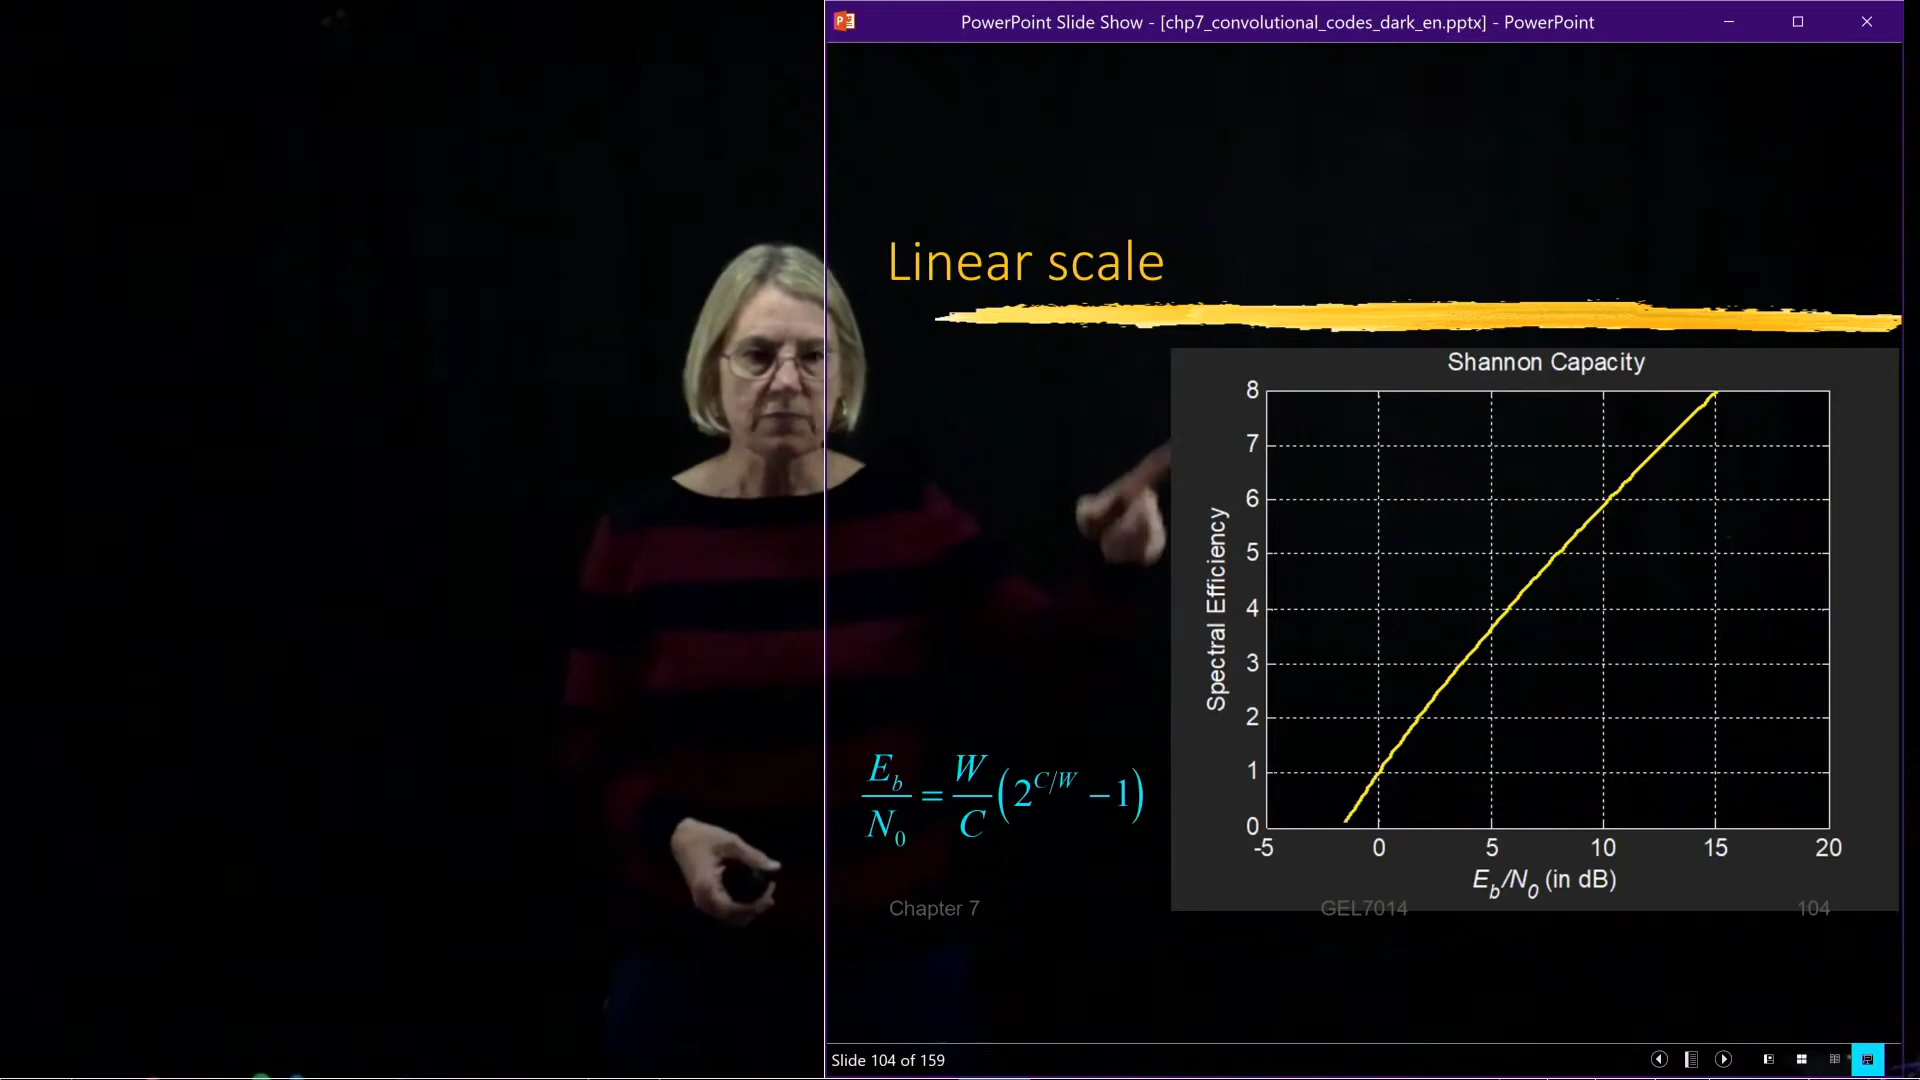 PowerPoint Slide Show - [chp7_convolutional_codes_dark_en.pptx] - PowerPoint
Linear scale
Shannon Capacity
8
7
6
5
4
3
2
1
0
Spectral Efficiency
-5 0 5 10 15 20
E_b/N_0 (in dB)
E_b/N_0 = W/C (2^{C/W} − 1)
Chapter 7 GEL7014 104
Slide 104 of 159